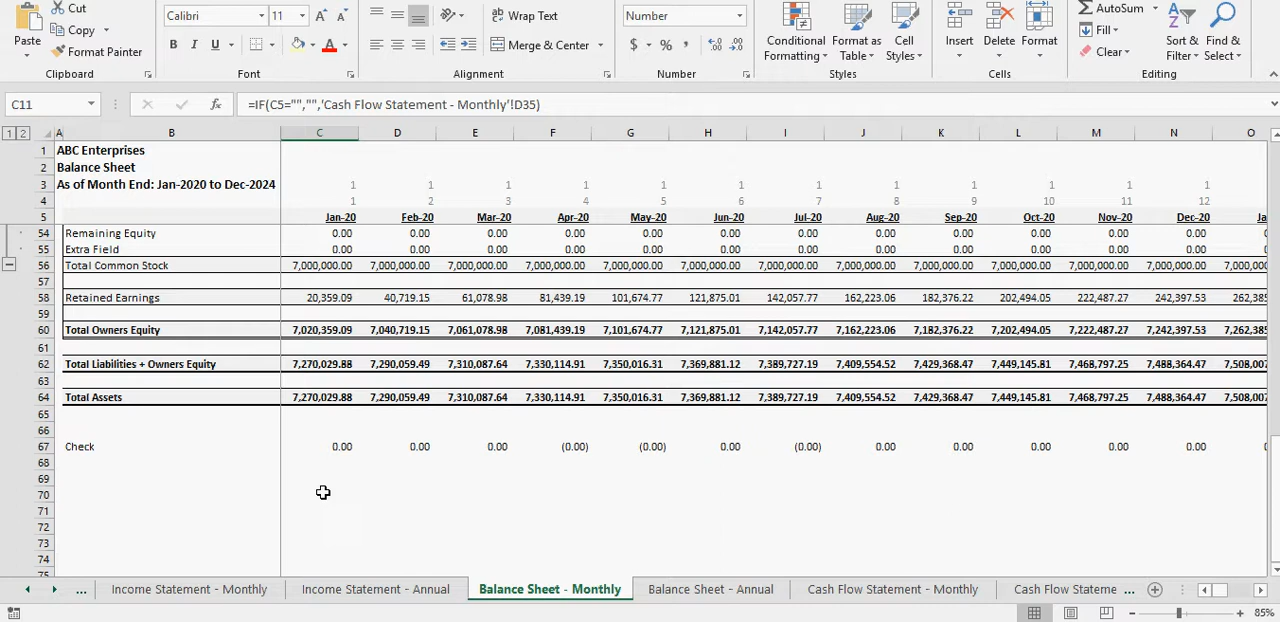 Cut
Copy
Format Painter
Paste
Clipboard
Calibri 11
B I U
Font
Wrap Text
Merge & Center
Alignment
Number
$ % ,
Number
Conditional Formatting
Format as Table
Cell Styles
Styles
Insert Delete Format
Cells
AutoSum
Fill
Clear
Sort & Filter
Find & Select
Editing
C11 fx =IF(C5="","",'Cash Flow Statement - Monthly'!D35)
1 2 A B C D E F G H I J K L M N O
1 ABC Enterprises
2 Balance Sheet
3 As of Month End: Jan-2020 to Dec-2024 1 1 1 1 1 1 1 1 1 1 1 1
4 1 2 3 4 5 6 7 8 9 10 11 12
5 Jan-20 Feb-20 Mar-20 Apr-20 May-20 Jun-20 Jul-20 Aug-20 Sep-20 Oct-20 Nov-20 Dec-20
54 Remaining Equity 0.00 0.00 0.00 0.00 0.00 0.00 0.00 0.00 0.00 0.00 0.00 0.00
55 Extra Field 0.00 0.00 0.00 0.00 0.00 0.00 0.00 0.00 0.00 0.00 0.00 0.00
56 Total Common Stock 7,000,000.00 7,000,000.00 7,000,000.00 7,000,000.00 7,000,000.00 7,000,000.00 7,000,000.00 7,000,000.00 7,000,000.00 7,000,000.00 7,000,000.00 7,000,000.00 7,000,00
57
58 Retained Earnings 20,359.09 40,719.15 61,078.98 81,439.19 101,674.77 121,875.01 142,057.77 162,223.06 182,376.22 202,494.05 222,487.27 242,397.53 262,38
59
60 Total Owners Equity 7,020,359.09 7,040,719.15 7,061,078.98 7,081,439.19 7,101,674.77 7,121,875.01 7,142,057.77 7,162,223.06 7,182,376.22 7,202,494.05 7,222,487.27 7,242,397.53 7,262,38
61
62 Total Liabilities + Owners Equity 7,270,029.88 7,290,059.49 7,310,087.64 7,330,114.91 7,350,016.31 7,369,881.12 7,389,727.19 7,409,554.52 7,429,368.44 7,449,145.81 7,468,797.25 7,488,364.47 7,508,00
63
64 Total Assets 7,270,029.88 7,290,059.49 7,310,087.64 7,330,114.91 7,350,016.31 7,369,881.12 7,389,727.19 7,409,554.52 7,429,368.44 7,449,145.81 7,468,797.25 7,488,364.47 7,508,00
65
66
67 Check 0.00 0.00 0.00 (0.00) (0.00) 0.00 (0.00) 0.00 0.00 0.00 0.00 0.00
68
69
70
71
72
73
74
... Income Statement - Monthly Income Statement - Annual Balance Sheet - Monthly Balance Sheet - Annual Cash Flow Statement - Monthly Cash Flow Stateme ...
85%